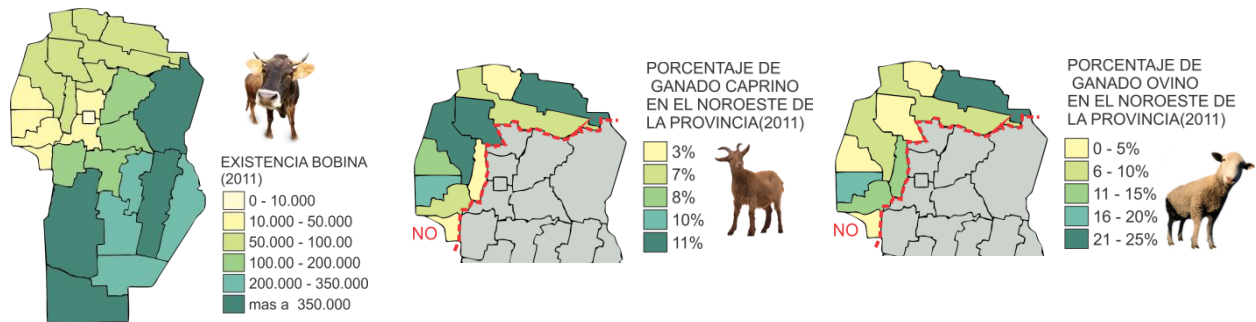 EXISTENCIA BOBINA
(2011)
0 - 10.000
10.000 - 50.000
50.000 - 100.00
100.00 - 200.000
200.000 - 350.000
mas a 350.000
PORCENTAJE DE
GANADO CAPRINO
EN EL NOROESTE DE
LA PROVINCIA(2011)
3%
7%
8%
10%
11%
NO
PORCENTAJE DE
GANADO OVINO
EN EL NOROESTE DE
LA PROVINCIA(2011)
0 - 5%
6 - 10%
11 - 15%
16 - 20%
21 - 25%
NO